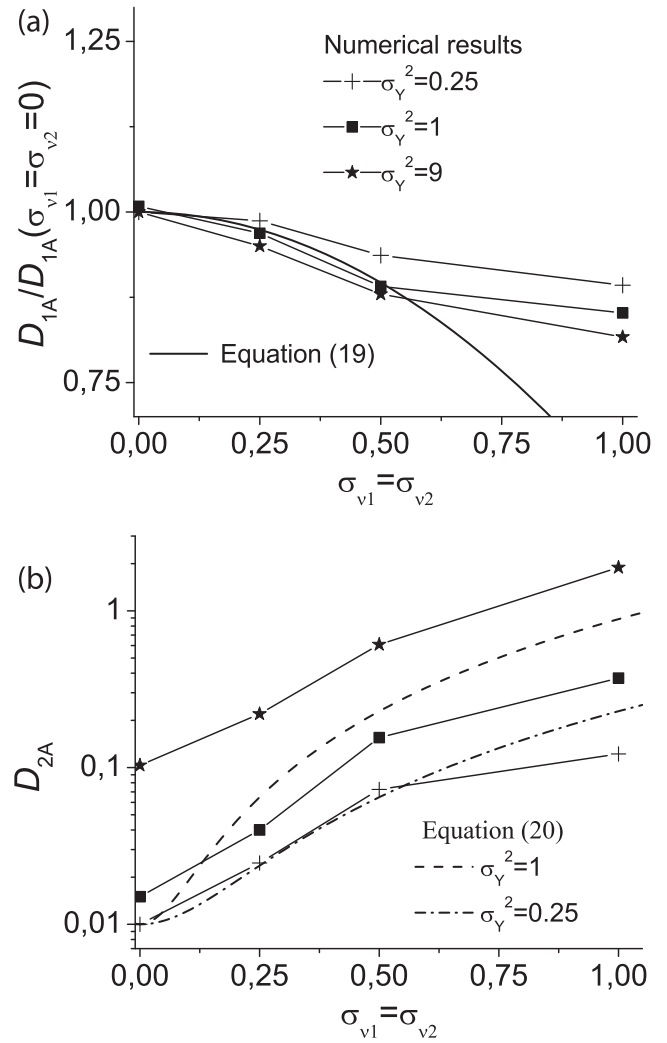 (a)
1,25
1,00
0,75
D1A/D1A(σν1=σν2=0)
Numerical results
σY²=0.25
σY²=1
σY²=9
Equation (19)
0,00 0,25 0,50 0,75 1,00
σν1=σν2
(b)
1
0,1
0,01
D2A
Equation (20)
σY²=1
σY²=0.25
0,00 0,25 0,50 0,75 1,00
σν1=σν2